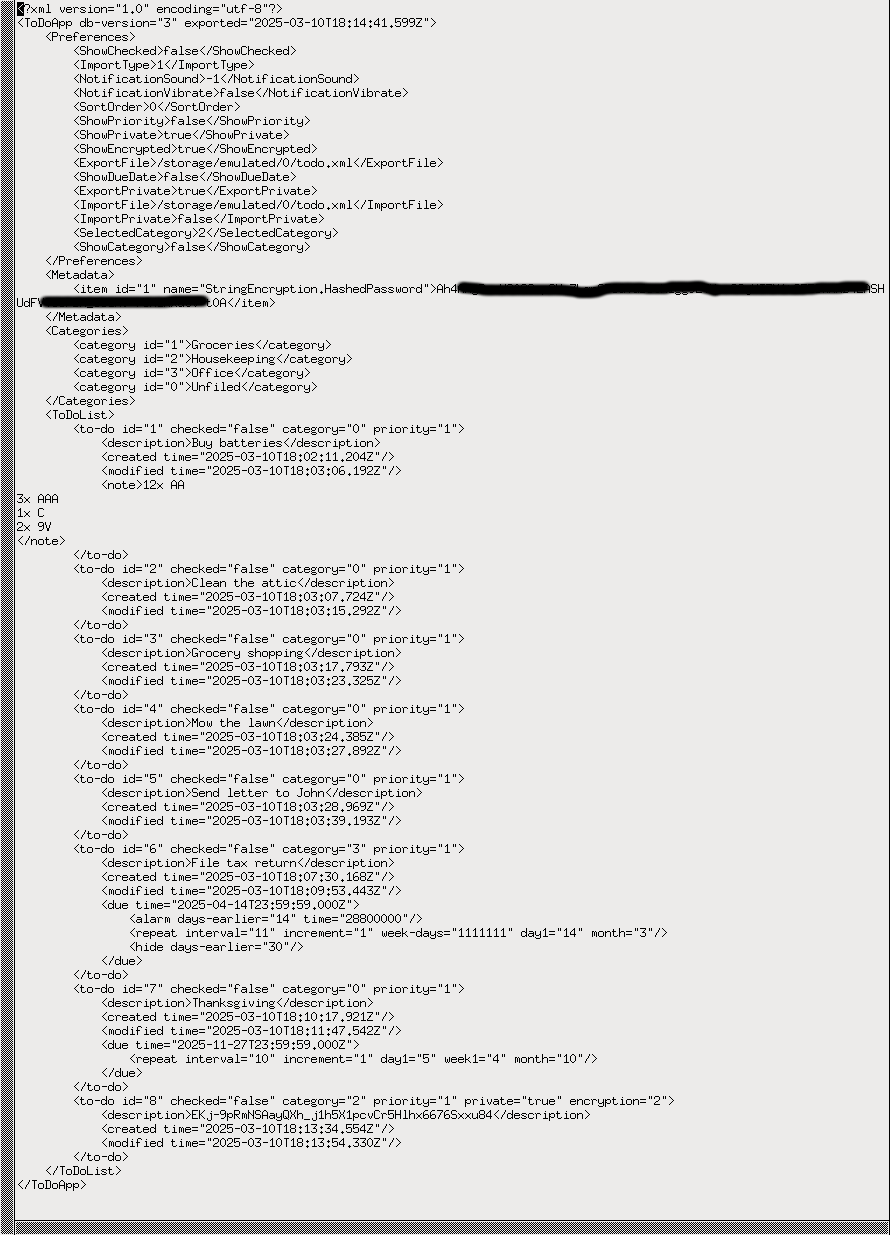 <?xml version="1.0" encoding="utf-8"?>
<ToDoApp db-version="3" exported="2025-03-10T18:14:41.599Z">
<Preferences>
<ShowChecked>false</ShowChecked>
<ImportType>1</ImportType>
<NotificationSound>-1</NotificationSound>
<NotificationVibrate>false</NotificationVibrate>
<SortOrder>0</SortOrder>
<ShowPriority>false</ShowPriority>
<ShowPrivate>true</ShowPrivate>
<ShowEncrypted>true</ShowEncrypted>
<ExportFile>/storage/emulated/0/todo.xml</ExportFile>
<ShowDueDate>false</ShowDueDate>
<ExportPrivate>true</ExportPrivate>
<ImportFile>/storage/emulated/0/todo.xml</ImportFile>
<ImportPrivate>false</ImportPrivate>
<SelectedCategory>2</SelectedCategory>
<ShowCategory>false</ShowCategory>
</Preferences>
<Metadata>
<item id="1" name="StringEncryption.HashedPassword">Ah4
</item>
</Metadata>
<Categories>
<category id="1">Groceries</category>
<category id="2">Housekeeping</category>
<category id="3">Office</category>
<category id="0">Unfiled</category>
</Categories>
<ToDoList>
<to-do id="1" checked="false" category="0" priority="1">
<description>Buy batteries</description>
<created time="2025-03-10T18:02:11.204Z"/>
<modified time="2025-03-10T18:03:06.192Z"/>
<note>12x AA
3x AAA
1x C
2x 9V
</note>
</to-do>
<to-do id="2" checked="false" category="0" priority="1">
<description>Clean the attic</description>
<created time="2025-03-10T18:03:07.724Z"/>
<modified time="2025-03-10T18:03:15.292Z"/>
</to-do>
<to-do id="3" checked="false" category="0" priority="1">
<description>Grocery shopping</description>
<created time="2025-03-10T18:03:17.793Z"/>
<modified time="2025-03-10T18:03:23.325Z"/>
</to-do>
<to-do id="4" checked="false" category="0" priority="1">
<description>Mow the lawn</description>
<created time="2025-03-10T18:03:24.385Z"/>
<modified time="2025-03-10T18:03:27.892Z"/>
</to-do>
<to-do id="5" checked="false" category="0" priority="1">
<description>Send letter to John</description>
<created time="2025-03-10T18:03:28.969Z"/>
<modified time="2025-03-10T18:03:39.193Z"/>
</to-do>
<to-do id="6" checked="false" category="3" priority="1">
<description>File tax return</description>
<created time="2025-03-10T18:07:30.168Z"/>
<modified time="2025-03-10T18:09:53.443Z"/>
<due time="2025-04-14T23:59:59.000Z">
<alarm days-earlier="14" time="28800000"/>
<repeat interval="11" increment="1" week-days="1111111" day1="14" month="3"/>
<hide days-earlier="30"/>
</due>
</to-do>
<to-do id="7" checked="false" category="0" priority="1">
<description>Thanksgiving</description>
<created time="2025-03-10T18:10:17.921Z"/>
<modified time="2025-03-10T18:11:47.542Z"/>
<due time="2025-11-27T23:59:59.000Z">
<repeat interval="10" increment="1" day1="5" week1="4" month="10"/>
</due>
</to-do>
<to-do id="8" checked="false" category="2" priority="1" private="true" encryption="2">
<description>EKj-9pRmNSAayQXh_j1h5X1pcvCr5Hlhx6676Sxxu84</description>
<created time="2025-03-10T18:13:34.554Z"/>
<modified time="2025-03-10T18:13:54.330Z"/>
</to-do>
</ToDoList>
</ToDoApp>